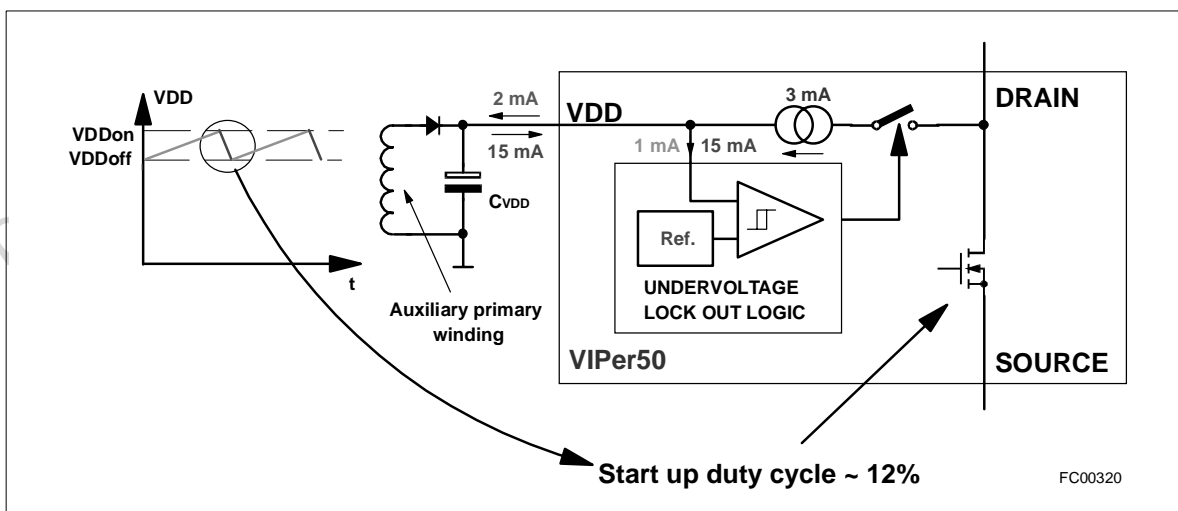 VDD
VDDon
VDDoff
t
2 mA
15 mA
CVDD
Auxiliary primary
winding
VDD
3 mA
DRAIN
1 mA 15 mA
Ref.
UNDERVOLTAGE
LOCK OUT LOGIC
VIPer50
SOURCE
Start up duty cycle ~ 12%
FC00320